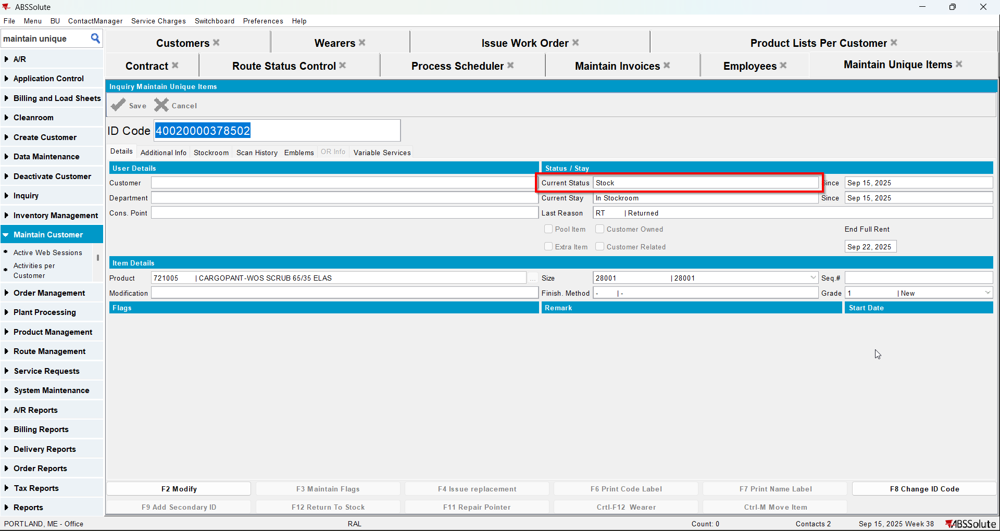 ABSSolute
File Menu BU ContactManager Service Charges Switchboard Preferences Help
maintain unique
Customers Wearers Issue Work Order Product Lists Per Customer
Contract Route Status Control Process Scheduler Maintain Invoices Employees Maintain Unique Items
A/R
Application Control
Billing and Load Sheets
Cleanroom
Create Customer
Data Maintenance
Deactivate Customer
Inquiry
Inventory Management
Maintain Customer
Active Web Sessions
Activities per
Customer
Order Management
Plant Processing
Product Management
Route Management
Service Requests
System Maintenance
A/R Reports
Billing Reports
Delivery Reports
Order Reports
Tax Reports
Reports
Inquiry Maintain Unique Items
Save Cancel
ID Code 40020000378502
Details Additional Info Stockroom Scan History Emblems OR Info Variable Services
User Details Status / Stay
Customer Current Status Stock Since Sep 15, 2025
Department Current Stay In Stockroom Since Sep 15, 2025
Cons. Point Last Reason RT | Returned
Pool Item Customer Owned End Full Rent
Extra Item Customer Related Sep 22, 2025
Item Details
Product 721005 | CARGOPANT-WOS SCRUB 65/35 ELAS ... Size 28001 | 28001 Seq.#
Modification Finish. Method - | - Grade 1 | New
Flags Remark Start Date
F2 Modify F3 Maintain Flags F4 Issue replacement F6 Print Code Label F7 Print Name Label F8 Change ID Code
F9 Add Secondary ID F12 Return To Stock F11 Repair Pointer Crtl-F12 Wearer Ctrl-M Move Item
PORTLAND, ME - Office RAL Count: 0 Contacts 2 Sep 15, 2025 Week 38 ABSSolute